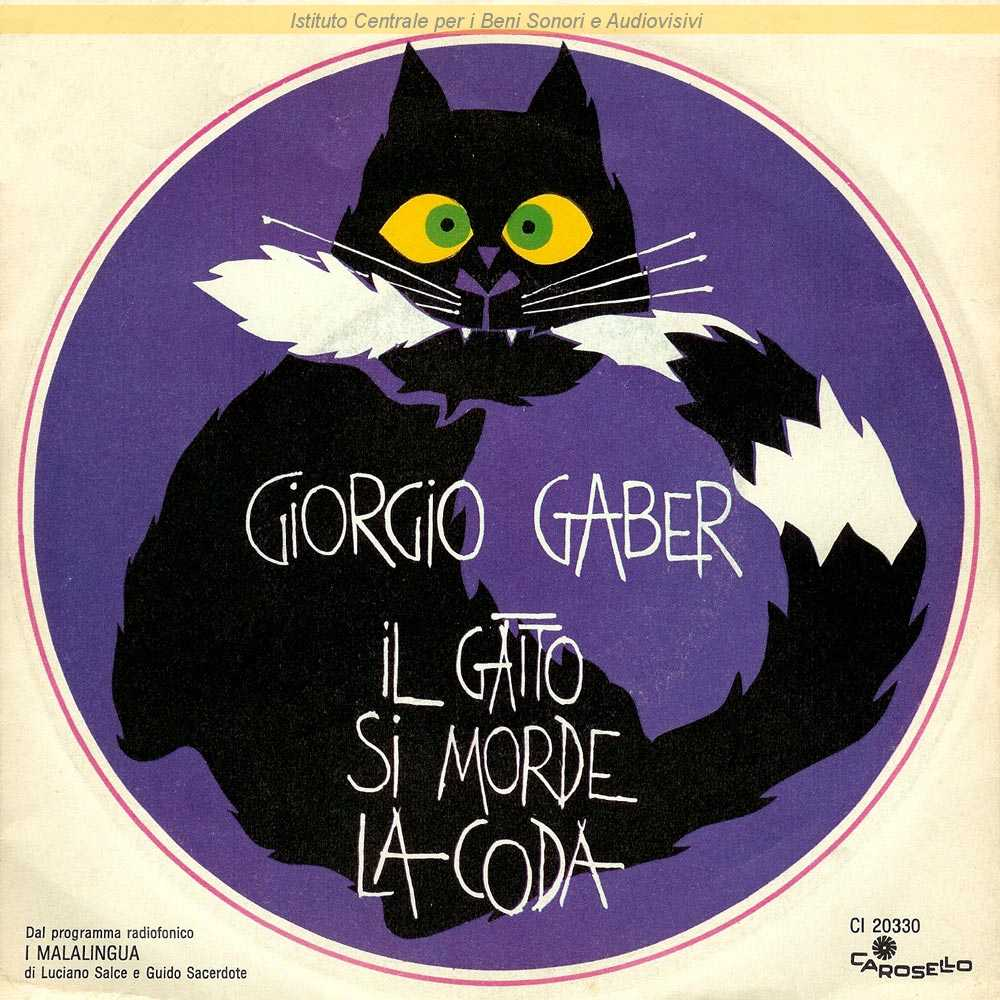 Istituto Centrale per i Beni Sonori e Audiovisivi
GiORGiO GABER
iL GATTO
Si MORDE
LA CODA
Dal programma radiofonico
I MALALINGUA
di Luciano Salce e Guido Sacerdote
CI 20330
CAROSELLO